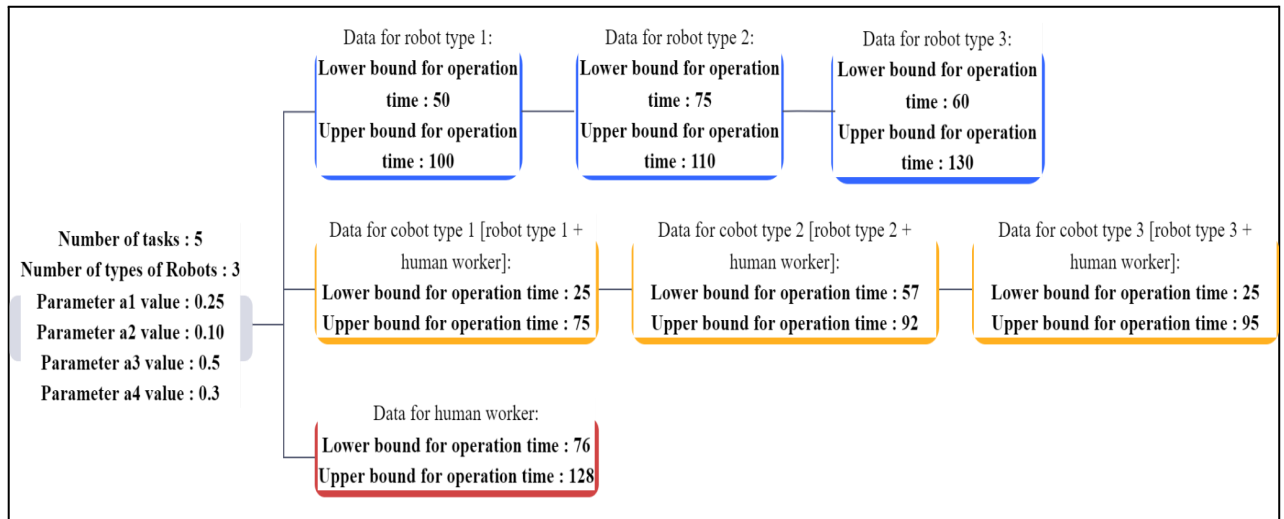 Number of tasks : 5
Number of types of Robots : 3
Parameter a1 value : 0.25
Parameter a2 value : 0.10
Parameter a3 value : 0.5
Parameter a4 value : 0.3
Data for robot type 1:
Lower bound for operation
time : 50
Upper bound for operation
time : 100
Data for robot type 2:
Lower bound for operation
time : 75
Upper bound for operation
time : 110
Data for robot type 3:
Lower bound for operation
time : 60
Upper bound for operation
time : 130
Data for cobot type 1 [robot type 1 +
human worker]:
Lower bound for operation time : 25
Upper bound for operation time : 75
Data for cobot type 2 [robot type 2 +
human worker]:
Lower bound for operation time : 57
Upper bound for operation time : 92
Data for cobot type 3 [robot type 3 +
human worker]:
Lower bound for operation time : 25
Upper bound for operation time : 95
Data for human worker:
Lower bound for operation time : 76
Upper bound for operation time : 128